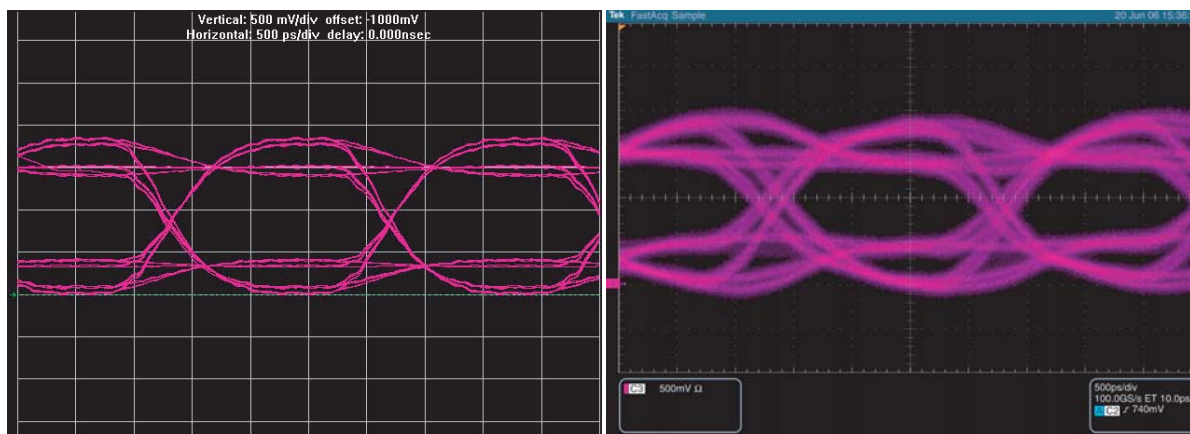 Vertical: 500 mV/div offset: -1000mV
Horizontal: 500 ps/div delay: 0.000nsec
Tek FastAcq Sample
20 Jun 06 15:36:
C3 500mV Ω
500ps/div
100.0GS/s ET 10.0ps
A C2 ƒ 740mV